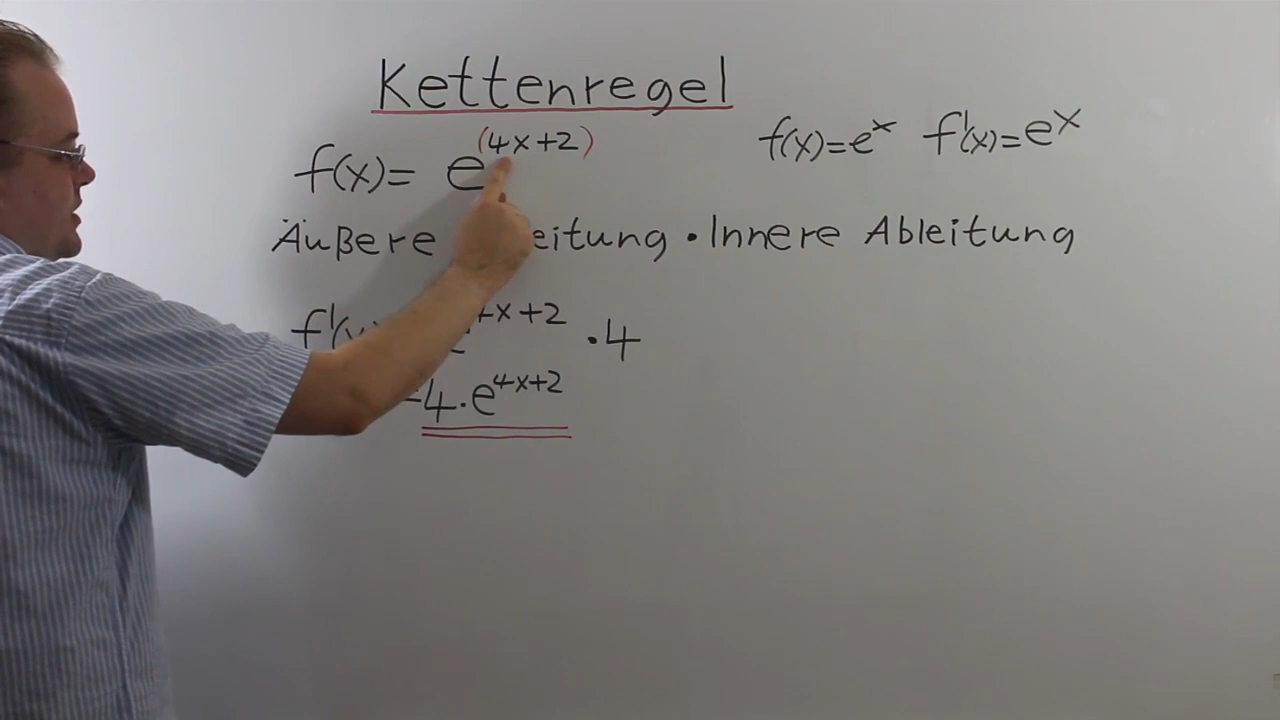 Kettenregel
f(x)= e^(4x+2) f(x)=e^x f'(x)=e^x
Äußere eitung · Innere Ableitung
f'( x+2 · 4
4·e^4x+2